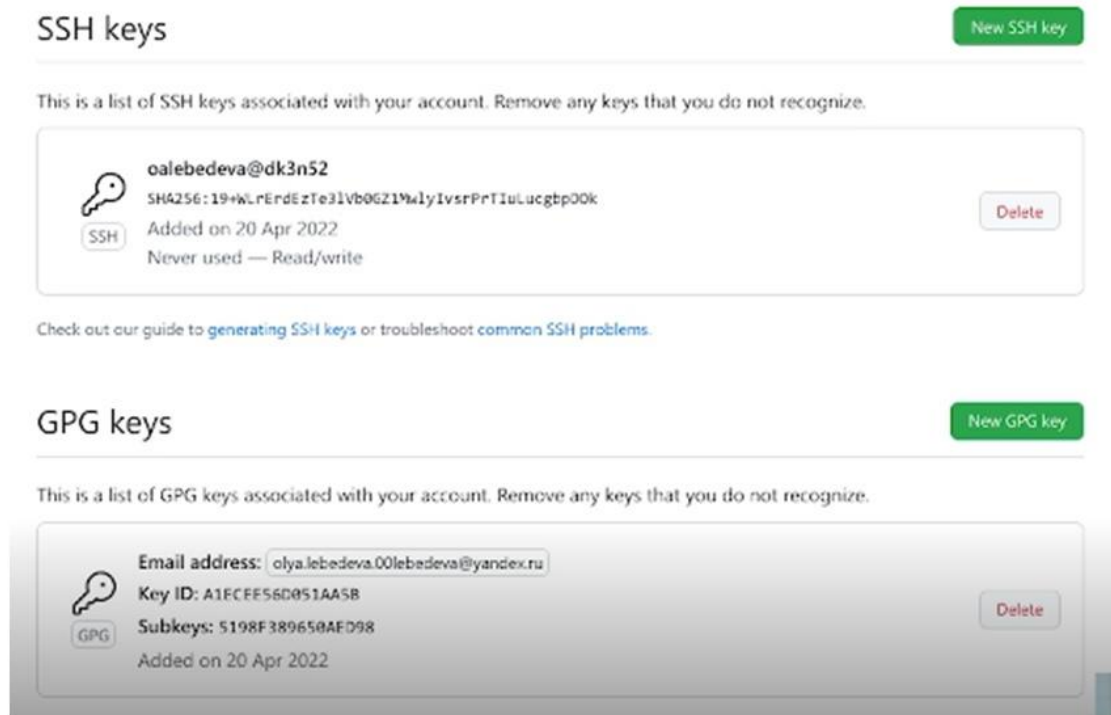 SSH keys
New SSH key
This is a list of SSH keys associated with your account. Remove any keys that you do not recognize.
oalebedeva@dk3n52
SSH
Added on 20 Apr 2022
Never used — Read/write
Delete
Check out our guide to generating SSH keys or troubleshoot common SSH problems.
GPG keys
New GPG key
This is a list of GPG keys associated with your account. Remove any keys that you do not recognize.
Email address: olya.lebedeva.00lebedeva@yandex.ru
Key ID: A1ECEE56D051AA5B
Subkeys: 5198F389650AED98
GPG
Added on 20 Apr 2022
Delete